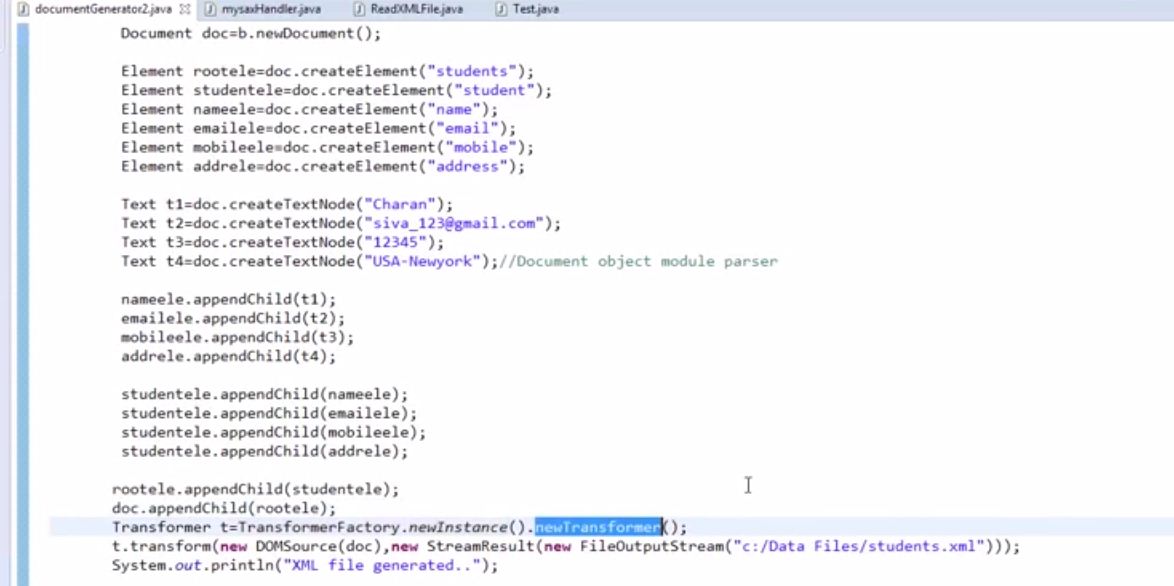 documentGenerator2.java mysaxHandler.java ReadXMLFile.java Test.java
Document doc=b.newDocument();
Element rootele=doc.createElement("students");
Element studentele=doc.createElement("student");
Element nameele=doc.createElement("name");
Element emailele=doc.createElement("email");
Element mobileele=doc.createElement("mobile");
Element addrele=doc.createElement("address");
Text t1=doc.createTextNode("Charan");
Text t2=doc.createTextNode("siva_123@gmail.com");
Text t3=doc.createTextNode("12345");
Text t4=doc.createTextNode("USA-Newyork");//Document object module parser
nameele.appendChild(t1);
emailele.appendChild(t2);
mobileele.appendChild(t3);
addrele.appendChild(t4);
studentele.appendChild(nameele);
studentele.appendChild(emailele);
studentele.appendChild(mobileele);
studentele.appendChild(addrele);
rootele.appendChild(studentele);
doc.appendChild(rootele);
Transformer t=TransformerFactory.newInstance().newTransformer();
t.transform(new DOMSource(doc),new StreamResult(new FileOutputStream("c:/Data Files/students.xml")));
System.out.println("XML file generated..");